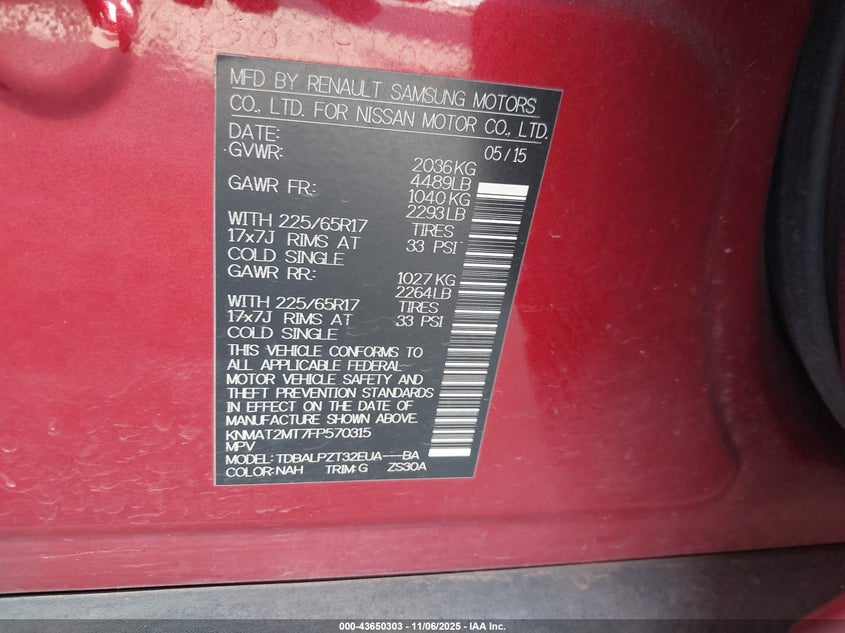 MFD BY RENAULT SAMSUNG MOTORS
CO., LTD. FOR NISSAN MOTOR CO., LTD.
DATE: 05/15
GVWR: 2036KG
4489LB
GAWR FR: 1040KG
2293LB
WITH 225/65R17 TIRES
17x7J RIMS AT 33 PSI
COLD SINGLE
GAWR RR: 1027KG
2264LB
WITH 225/65R17 TIRES
17x7J RIMS AT 33 PSI
COLD SINGLE
THIS VEHICLE CONFORMS TO
ALL APPLICABLE FEDERAL
MOTOR VEHICLE SAFETY AND
THEFT PREVENTION STANDARDS
IN EFFECT ON THE DATE OF
MANUFACTURE SHOWN ABOVE.
KNMAT2MT7FP570315
MPV
MODEL:TDBALPZT32EUA---BA
COLOR:NAH TRIM:G ZS30A
000-43650303 - 11/06/2025 - IAA Inc.